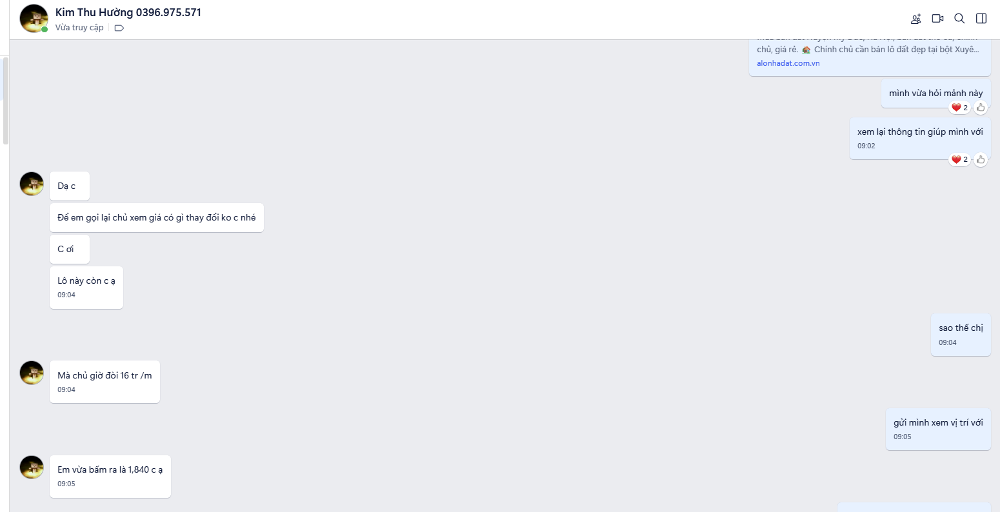 Kim Thu Hường 0396.975.571
Vừa truy cập
chủ, giá rẻ. 🏠 Chính chủ cần bán lô đất đẹp tại bột Xuyê...
alonhadat.com.vn
mình vừa hỏi mảnh này
❤️ 2
xem lại thông tin giúp mình với
09:02
❤️ 2
Dạ c
Để em gọi lại chủ xem giá có gì thay đổi ko c nhé
C ơi
Lô này còn c ạ
09:04
sao thế chị
09:04
Mà chủ giờ đòi 16 tr /m
09:04
gửi mình xem vị trí với
09:05
Em vừa bấm ra là 1,840 c ạ
09:05